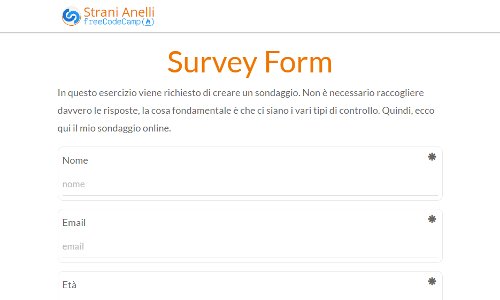 Strani Anelli
freeCodeCamp(🔥)
Survey Form
In questo esercizio viene richiesto di creare un sondaggio. Non è necessario raccogliere
davvero le risposte, la cosa fondamentale è che ci siano i vari tipi di controllo. Quindi, ecco
qui il mio sondaggio online.
Nome
nome
Email
email
Età